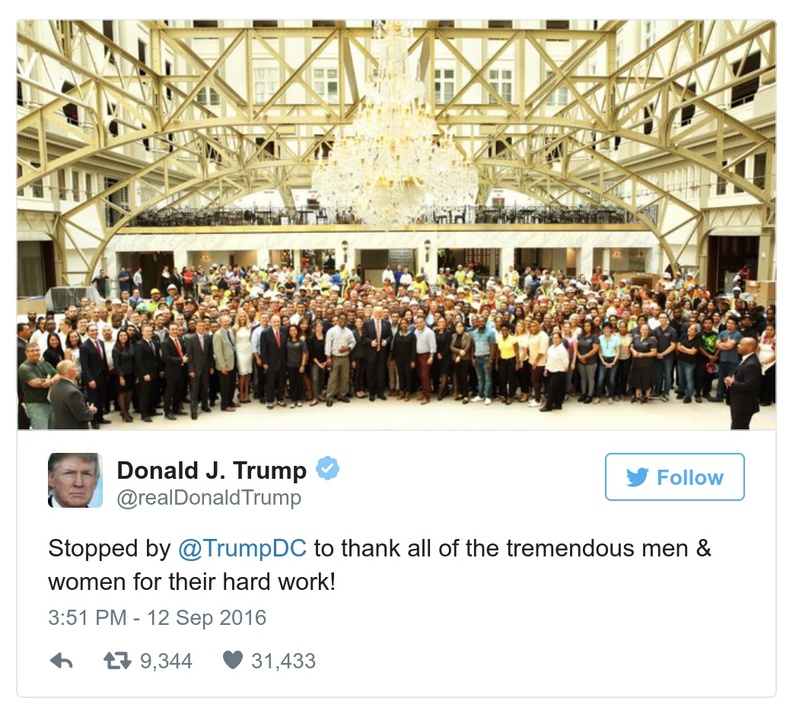 Donald J. Trump
@realDonaldTrump
Follow
Stopped by @TrumpDC to thank all of the tremendous men &
women for their hard work!
3:51 PM - 12 Sep 2016
9,344 31,433